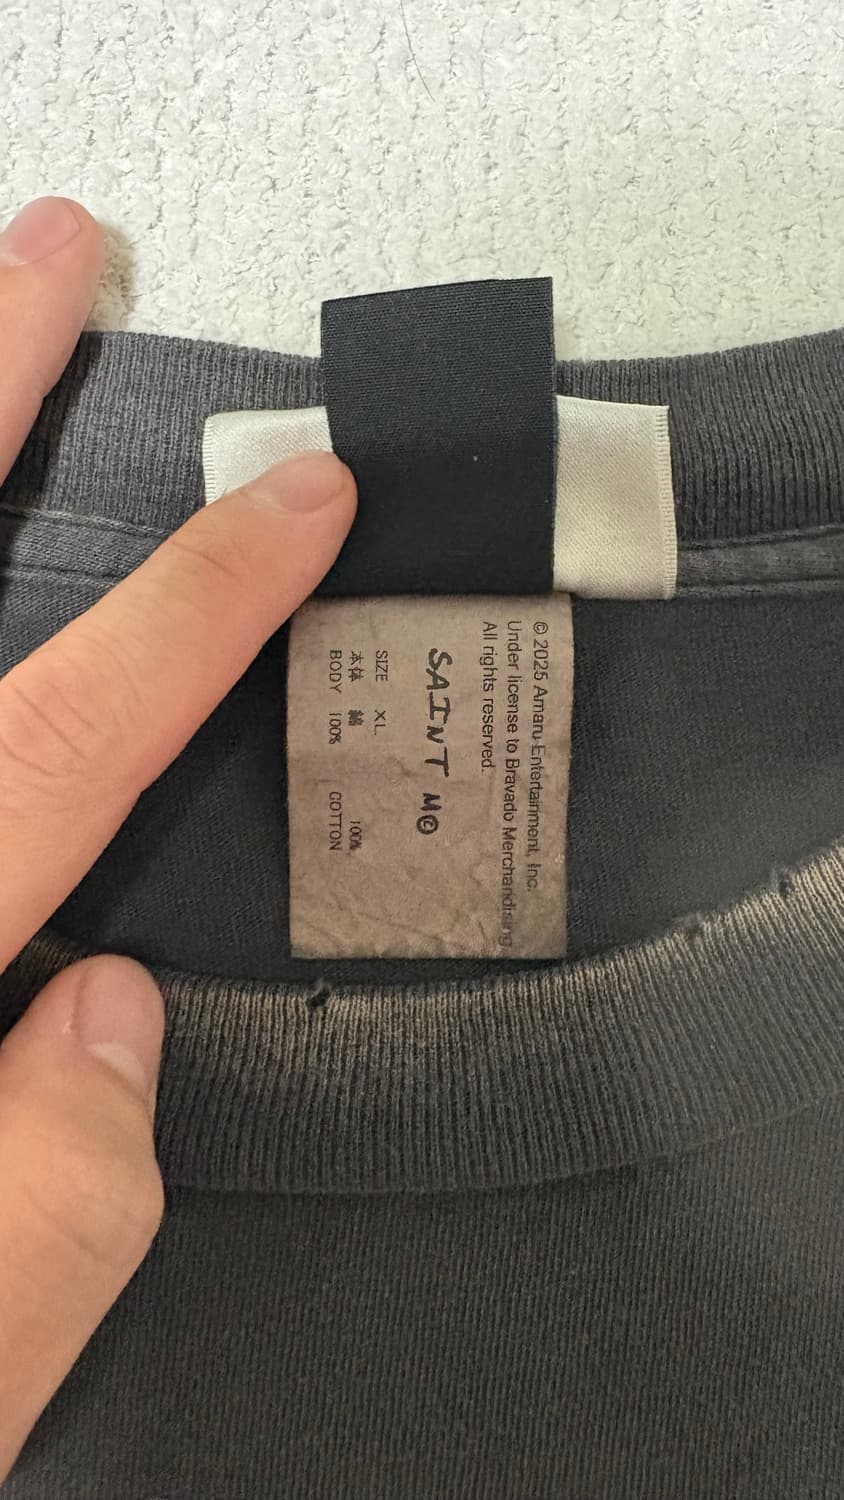 © 2025 Amaru Entertainment, Inc.
Under license to Bravado Merchandising
All rights reserved.
SAINT M©
SIZE XL
本体 綿 100%
BODY 100% COTTON